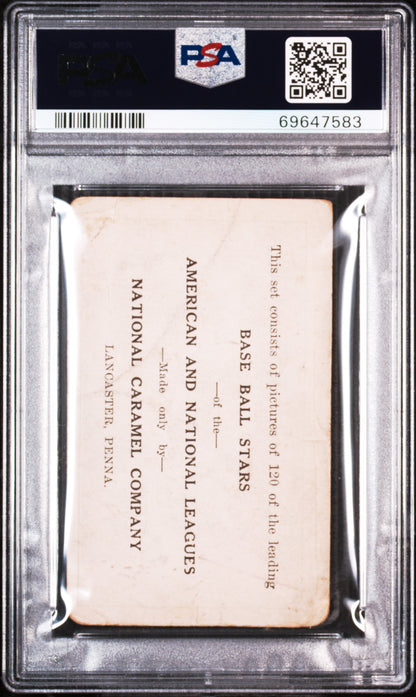 PSA
PSA
69647583
This set consists of pictures of 120 of the leading
BASE BALL STARS
—of the—
AMERICAN AND NATIONAL LEAGUES
—Made only by—
NATIONAL CARAMEL COMPANY
LANCASTER, PENNA.